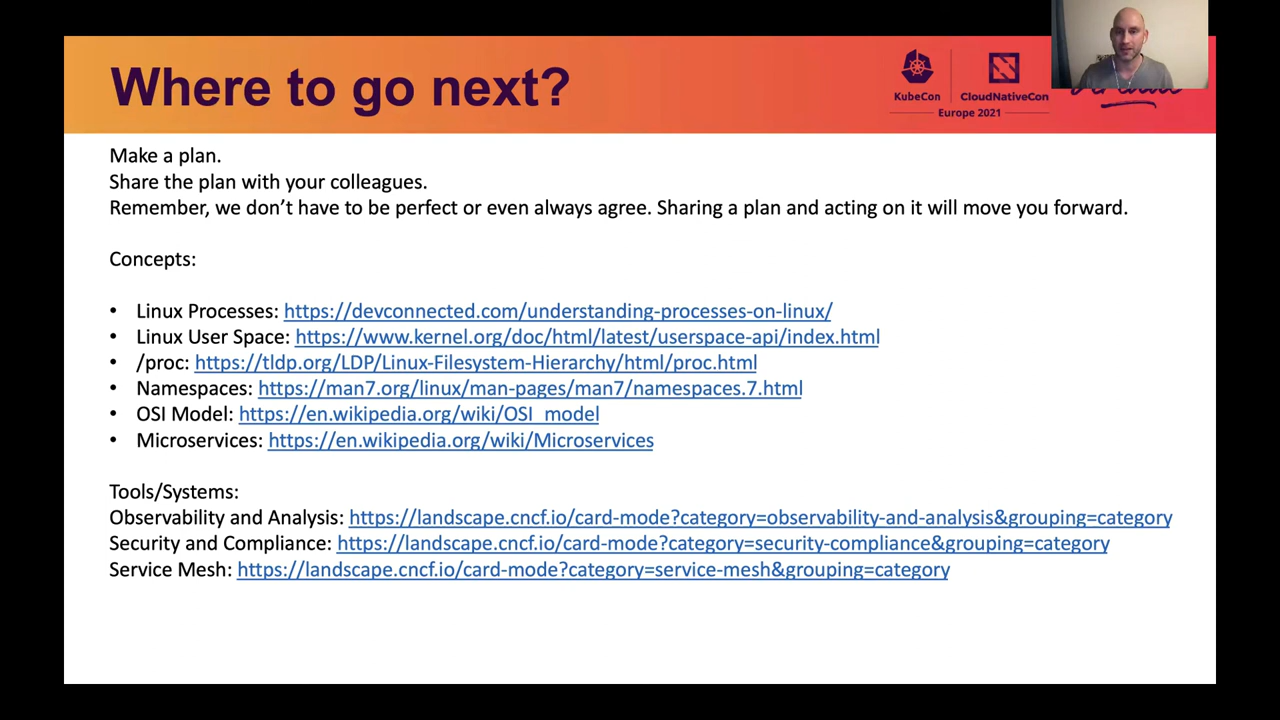 Where to go next?
KubeCon
CloudNativeCon
Europe 2021
Make a plan.
Share the plan with your colleagues.
Remember, we don’t have to be perfect or even always agree. Sharing a plan and acting on it will move you forward.
Concepts:
• Linux Processes: https://devconnected.com/understanding-processes-on-linux/
• Linux User Space: https://www.kernel.org/doc/html/latest/userspace-api/index.html
• /proc: https://tldp.org/LDP/Linux-Filesystem-Hierarchy/html/proc.html
• Namespaces: https://man7.org/linux/man-pages/man7/namespaces.7.html
• OSI Model: https://en.wikipedia.org/wiki/OSI_model
• Microservices: https://en.wikipedia.org/wiki/Microservices
Tools/Systems:
Observability and Analysis: https://landscape.cncf.io/card-mode?category=observability-and-analysis&grouping=category
Security and Compliance: https://landscape.cncf.io/card-mode?category=security-compliance&grouping=category
Service Mesh: https://landscape.cncf.io/card-mode?category=service-mesh&grouping=category